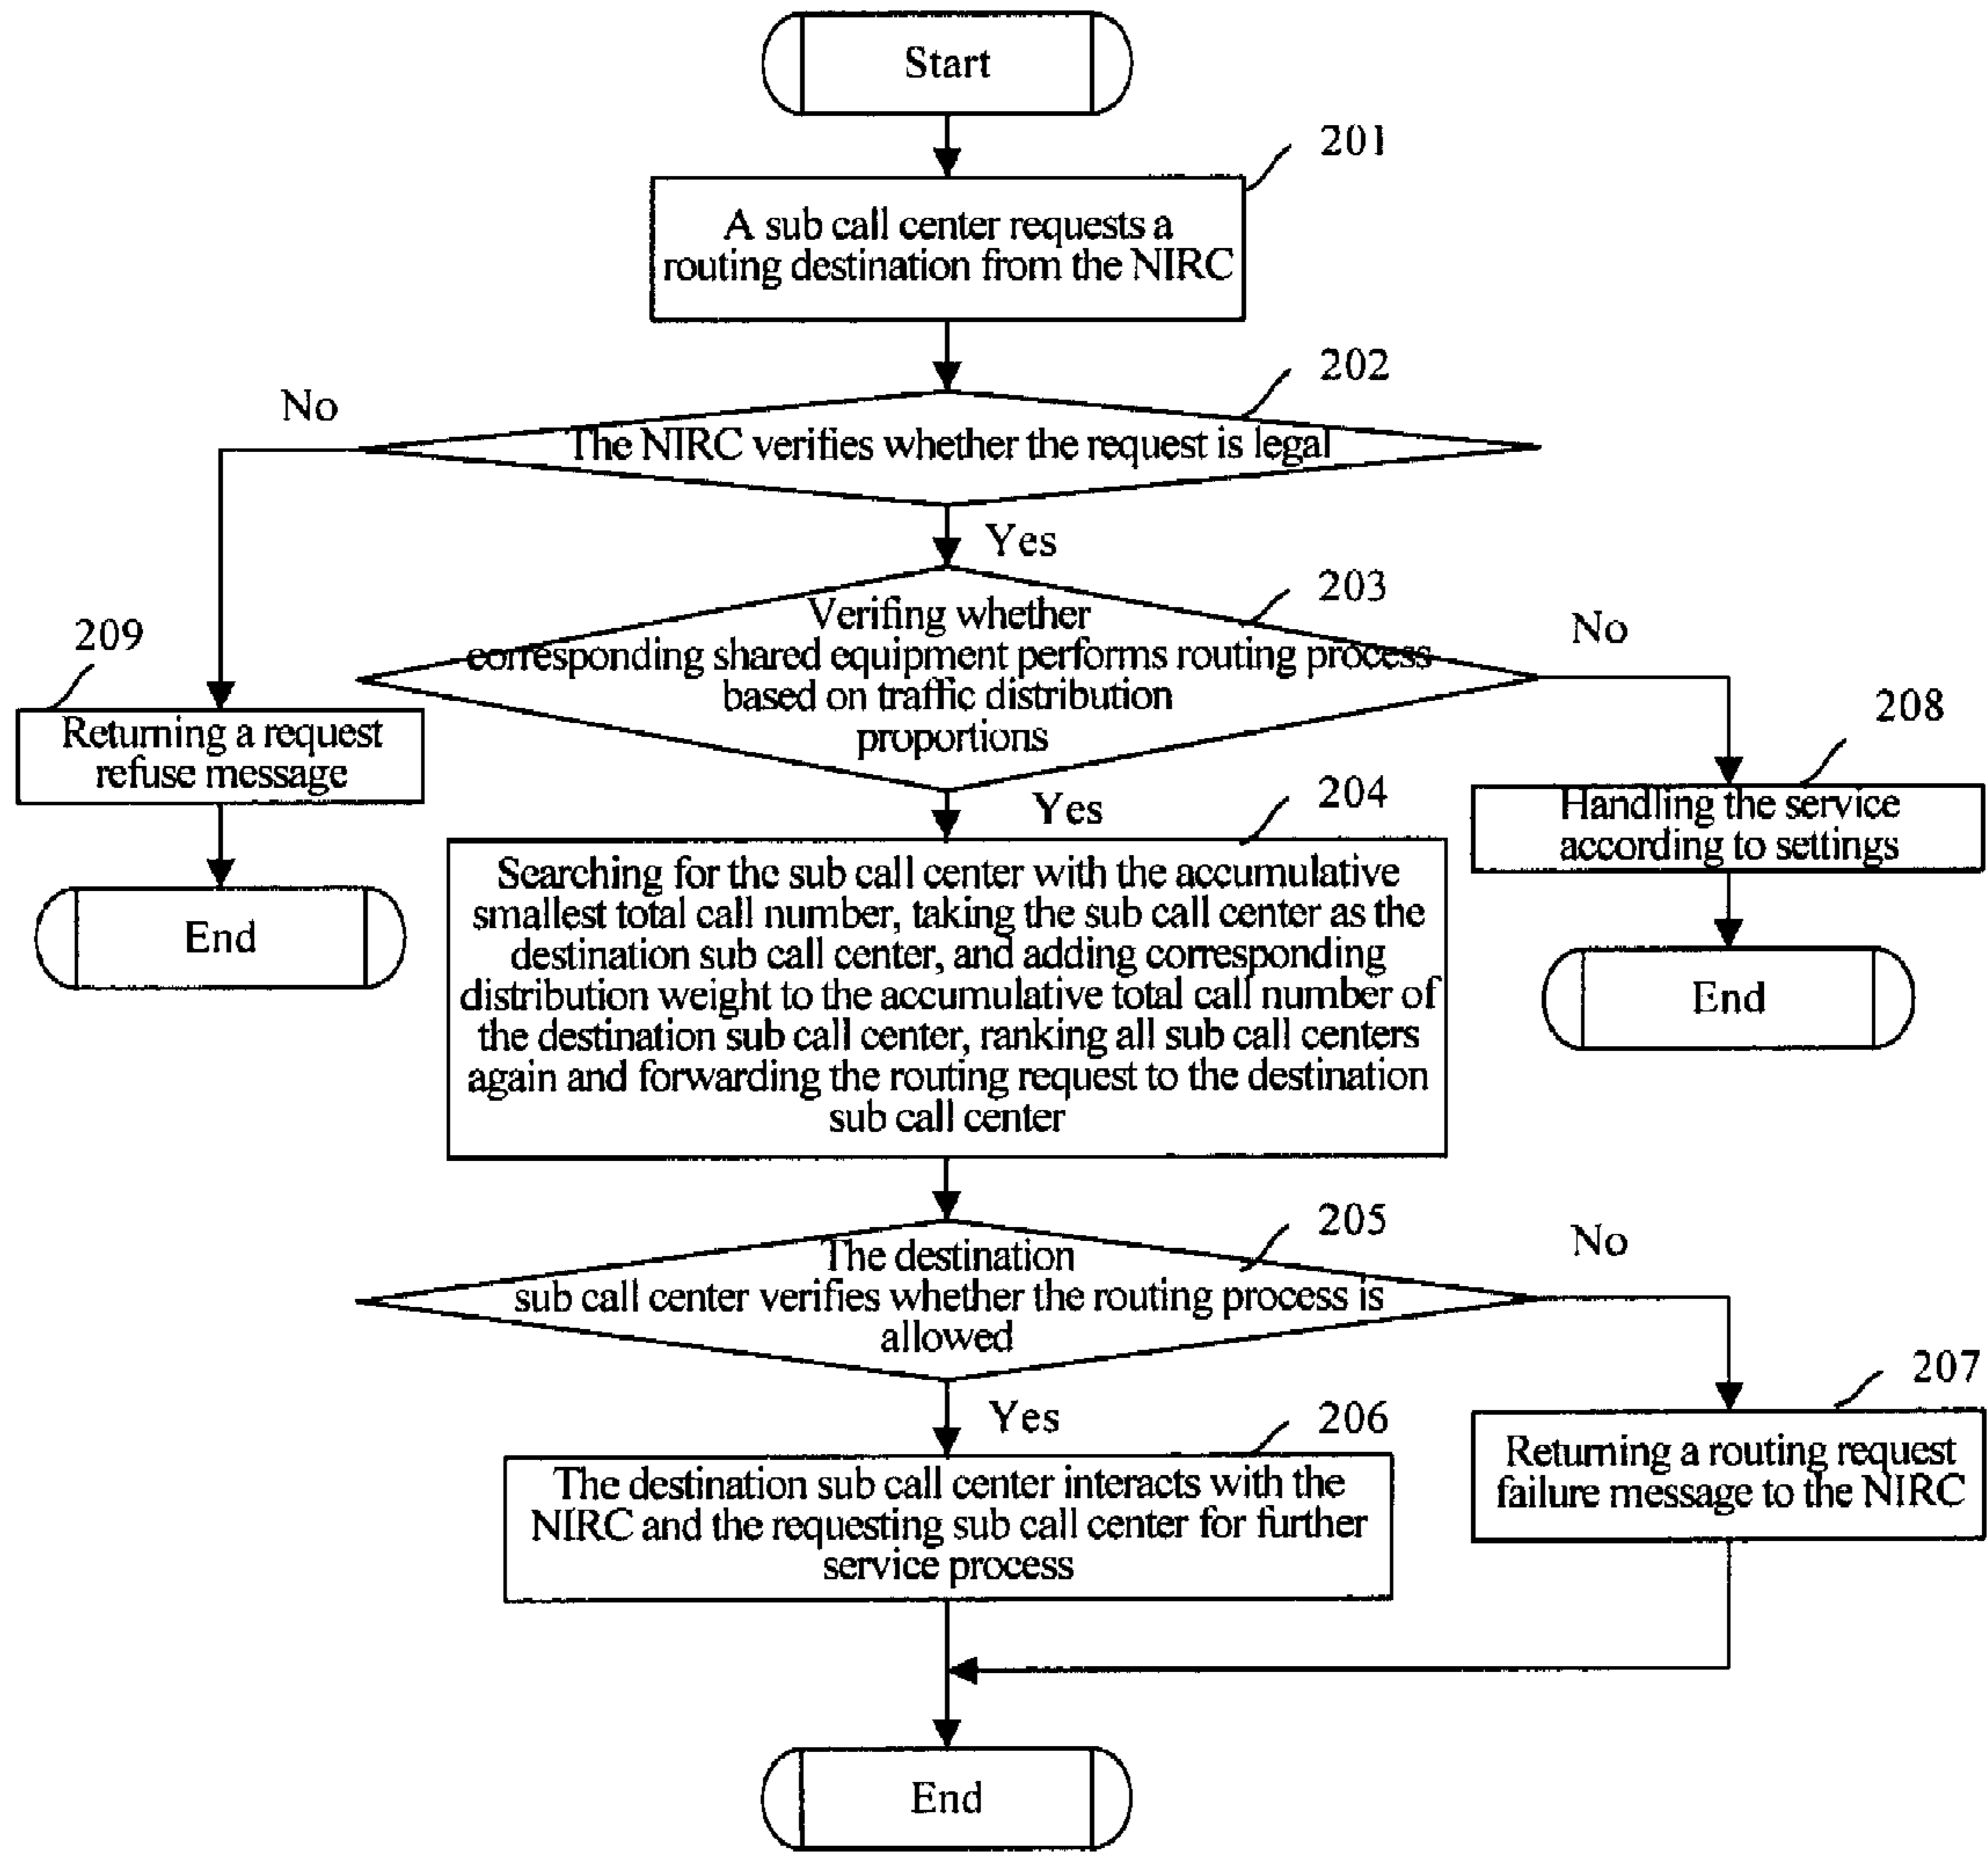 Start
201
A sub call center requests a
routing destination from the NIRC
202
No
The NIRC verifies whether the request is legal
Yes
203
Verifing whether
corresponding shared equipment performs routing process
based on traffic distribution
proportions
No
209
Returning a request
refuse message
End
208
Handling the service
according to settings
End
Yes
204
Searching for the sub call center with the accumulative
smallest total call number, taking the sub call center as the
destination sub call center, and adding corresponding
distribution weight to the accumulative total call number of
the destination sub call center, ranking all sub call centers
again and forwarding the routing request to the destination
sub call center
205
The destination
sub call center verifies whether the routing process is
allowed
No
Yes
206
The destination sub call center interacts with the
NIRC and the requesting sub call center for further
service process
207
Returning a routing request
failure message to the NIRC
End